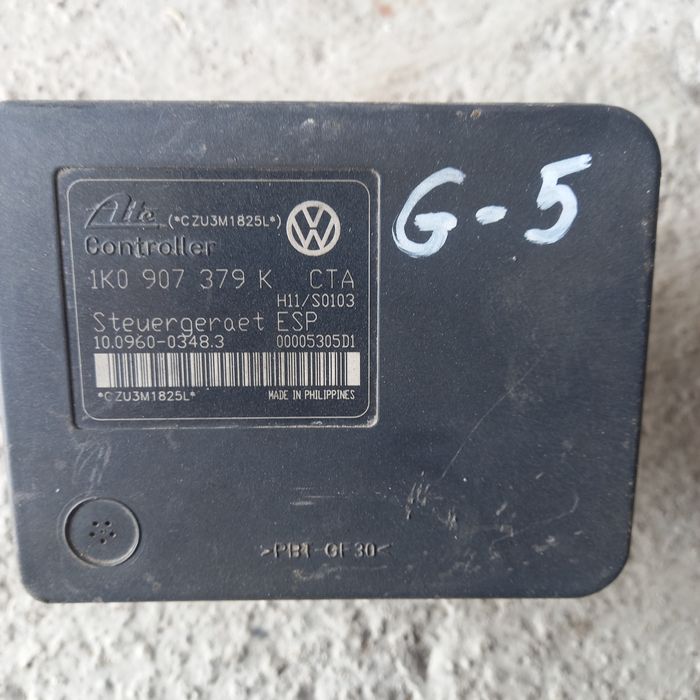 Ate (*CZU3M1825L*)
Controller
1K0 907 379 K CTA
H11/S0103
Steuergeraet ESP
10.0960-0348.3 00005305D1
*CZU3M1825L* MADE IN PHILIPPINES
G-5
>PBT-GF30<